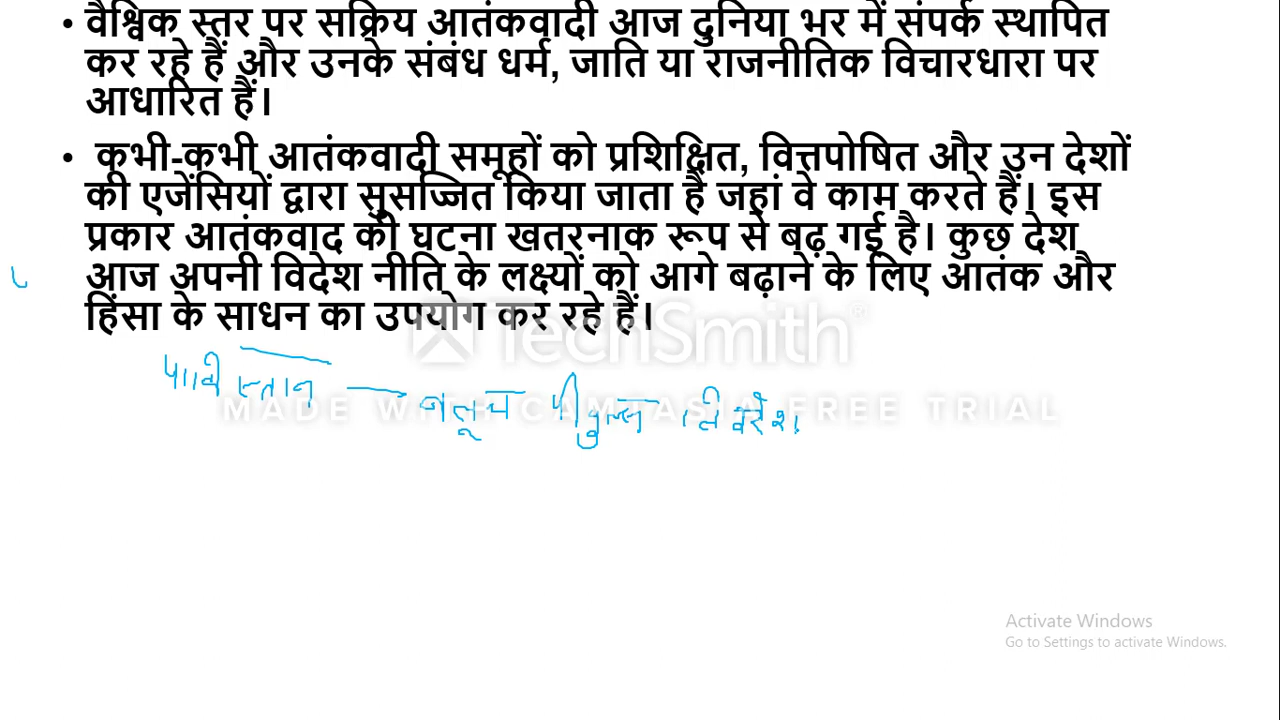 • वैश्विक स्तर पर सक्रिय आतंकवादी आज दुनिया भर में संपर्क स्थापित
कर रहे हैं और उनके संबंध धर्म, जाति या राजनीतिक विचारधारा पर
आधारित हैं।
• कभी-कभी आतंकवादी समूहों को प्रशिक्षित, वित्तपोषित और उन देशों
की एजेंसियों द्वारा सुसज्जित किया जाता है जहां वे काम करते हैं। इस
प्रकार आतंकवाद की घटना खतरनाक रूप से बढ़ गई है। कुछ देश
आज अपनी विदेश नीति के लक्ष्यों को आगे बढ़ाने के लिए आतंक और
हिंसा के साधन का उपयोग कर रहे हैं।
TechSmith®
MADE WITH CAMTASIA FREE TRIAL
Activate Windows
Go to Settings to activate Windows.